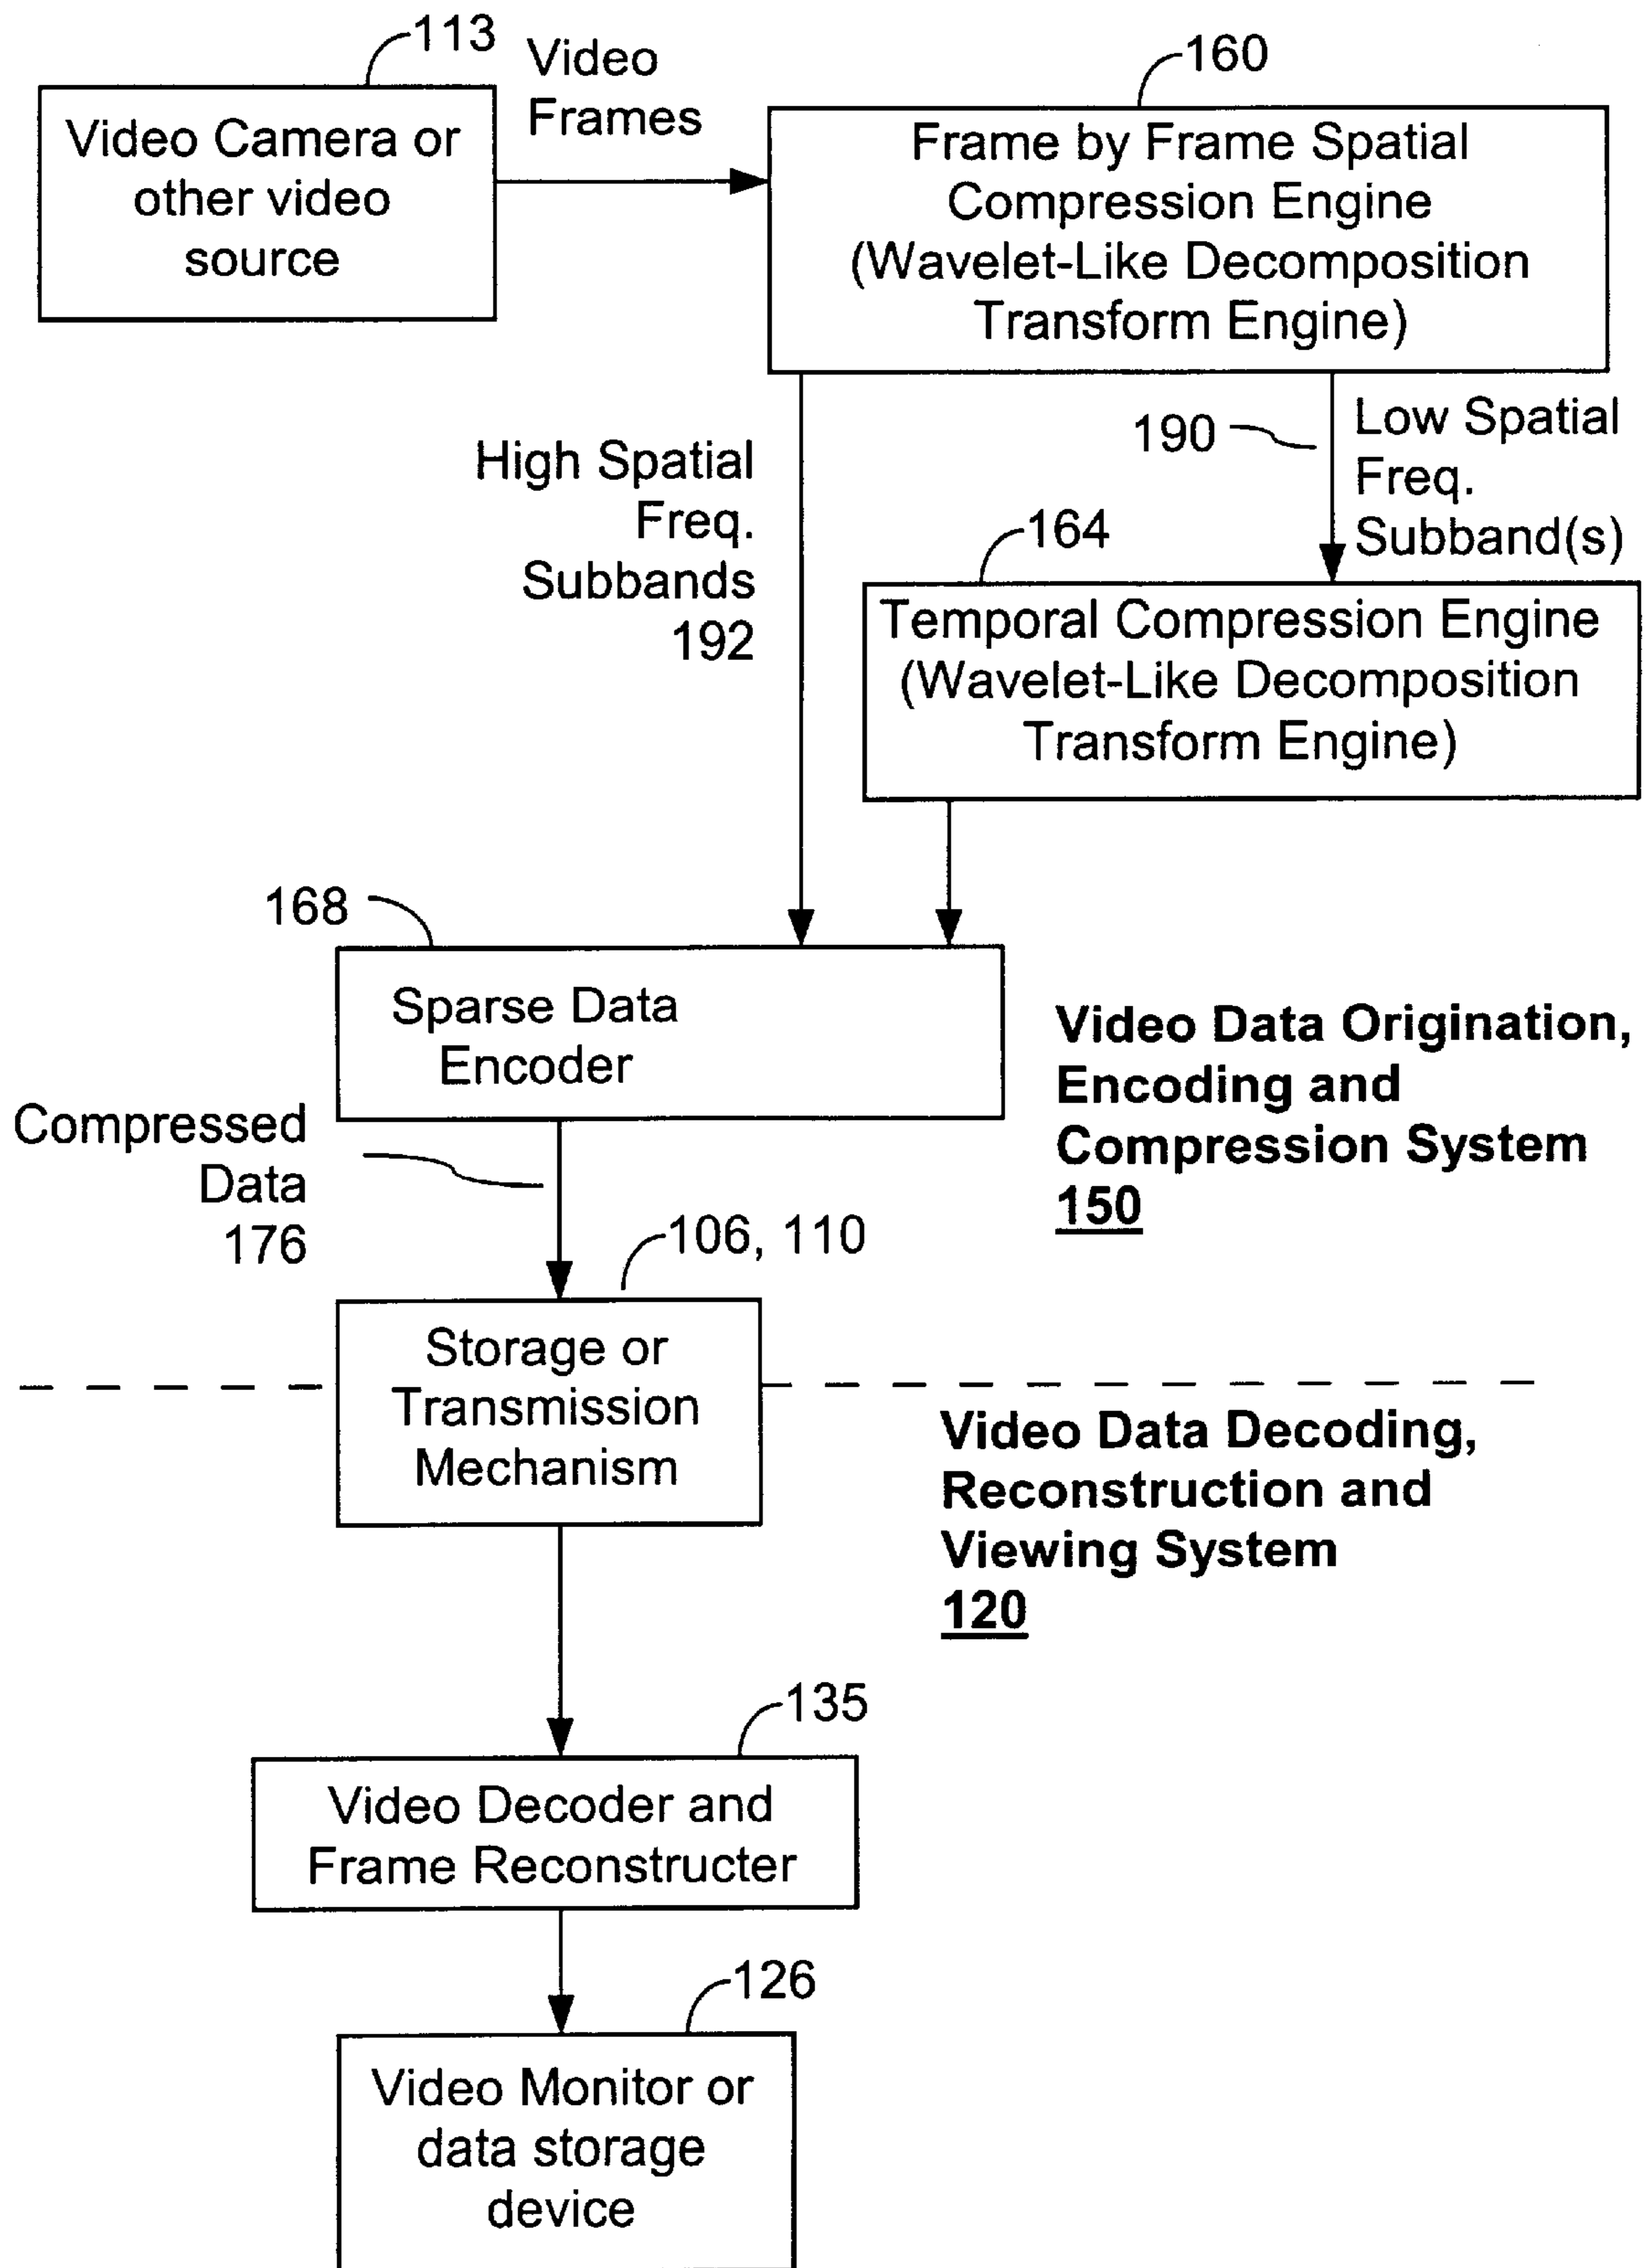 113
Video
Frames
160
Video Camera or
other video
source
Frame by Frame Spatial
Compression Engine
(Wavelet-Like Decomposition
Transform Engine)
High Spatial
Freq.
Subbands
192
190
Low Spatial
Freq.
Subband(s)
164
Temporal Compression Engine
(Wavelet-Like Decomposition
Transform Engine)
168
Sparse Data
Encoder
Video Data Origination,
Encoding and
Compression System
150
Compressed
Data
176
106, 110
Storage or
Transmission
Mechanism
Video Data Decoding,
Reconstruction and
Viewing System
120
135
Video Decoder and
Frame Reconstructer
126
Video Monitor or
data storage
device